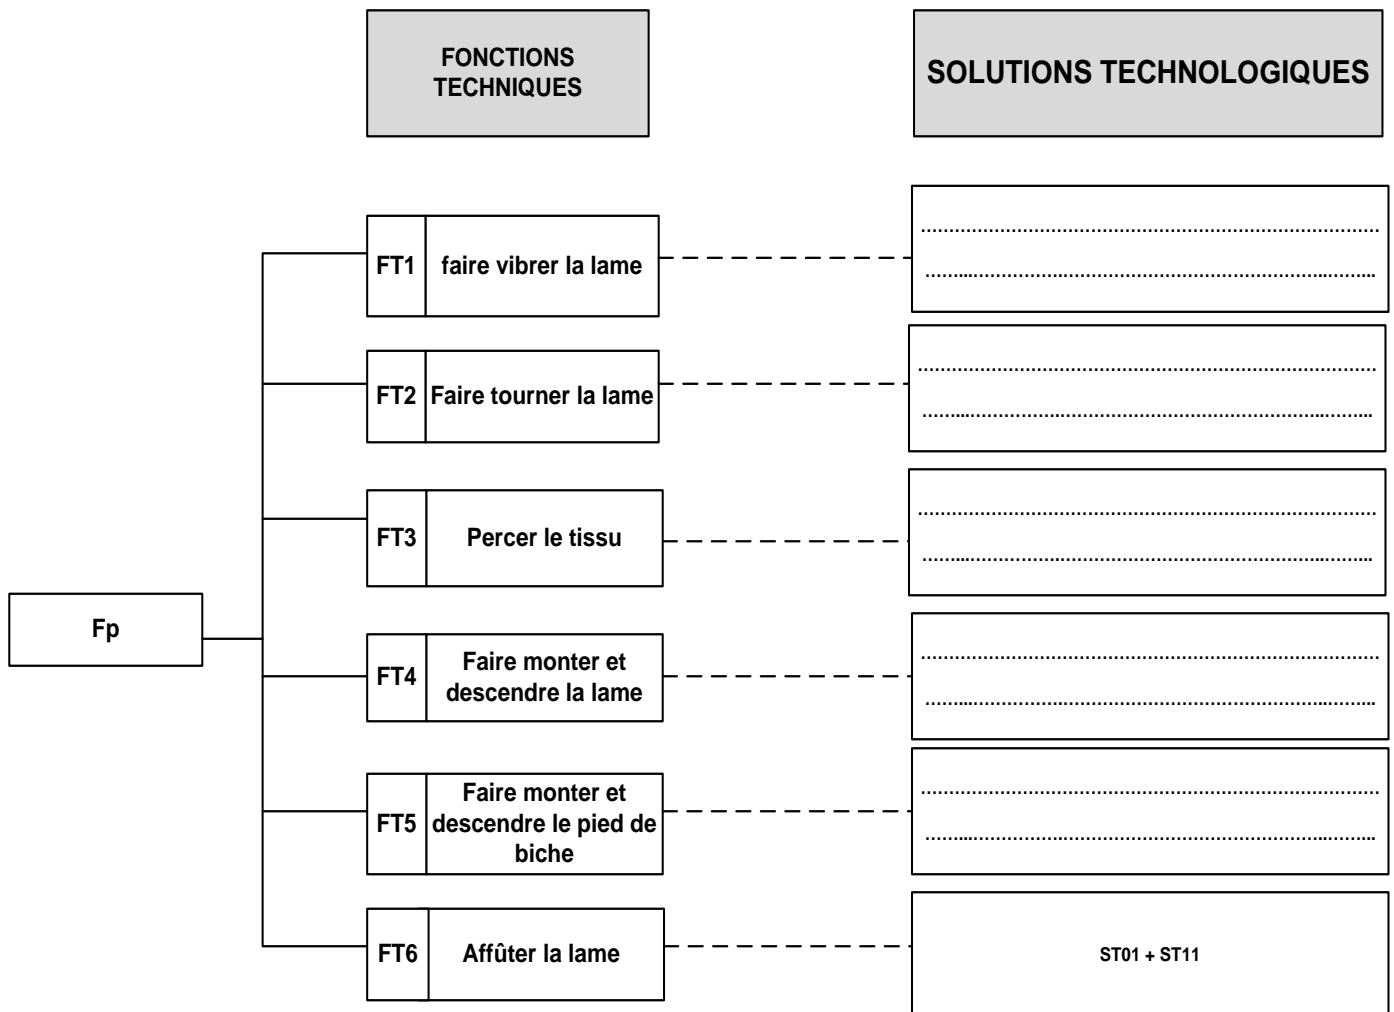 FONCTIONS
TECHNIQUES
SOLUTIONS TECHNOLOGIQUES
FT1
faire vibrer la lame
................................................................................
................................................................................
FT2
Faire tourner la lame
................................................................................
................................................................................
FT3
Percer le tissu
................................................................................
................................................................................
Fp
FT4
Faire monter et
descendre la lame
................................................................................
................................................................................
FT5
Faire monter et
descendre le pied de
biche
................................................................................
................................................................................
FT6
Affûter la lame
ST01 + ST11